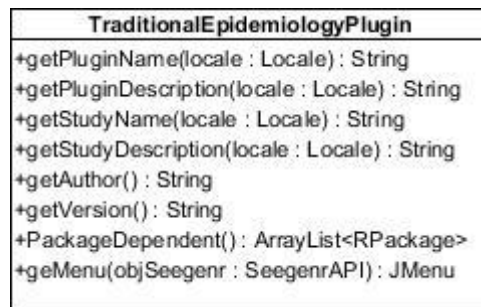 TraditionalEpidemiologyPlugin
+getPluginName(locale : Locale) : String
+getPluginDescription(locale : Locale) : String
+getStudyName(locale : Locale) : String
+getStudyDescription(locale : Locale) : String
+getAuthor() : String
+getVersion() : String
+PackageDependent() : ArrayList<RPackage>
+geMenu(objSeegenr : SeegenrAPI) : JMenu